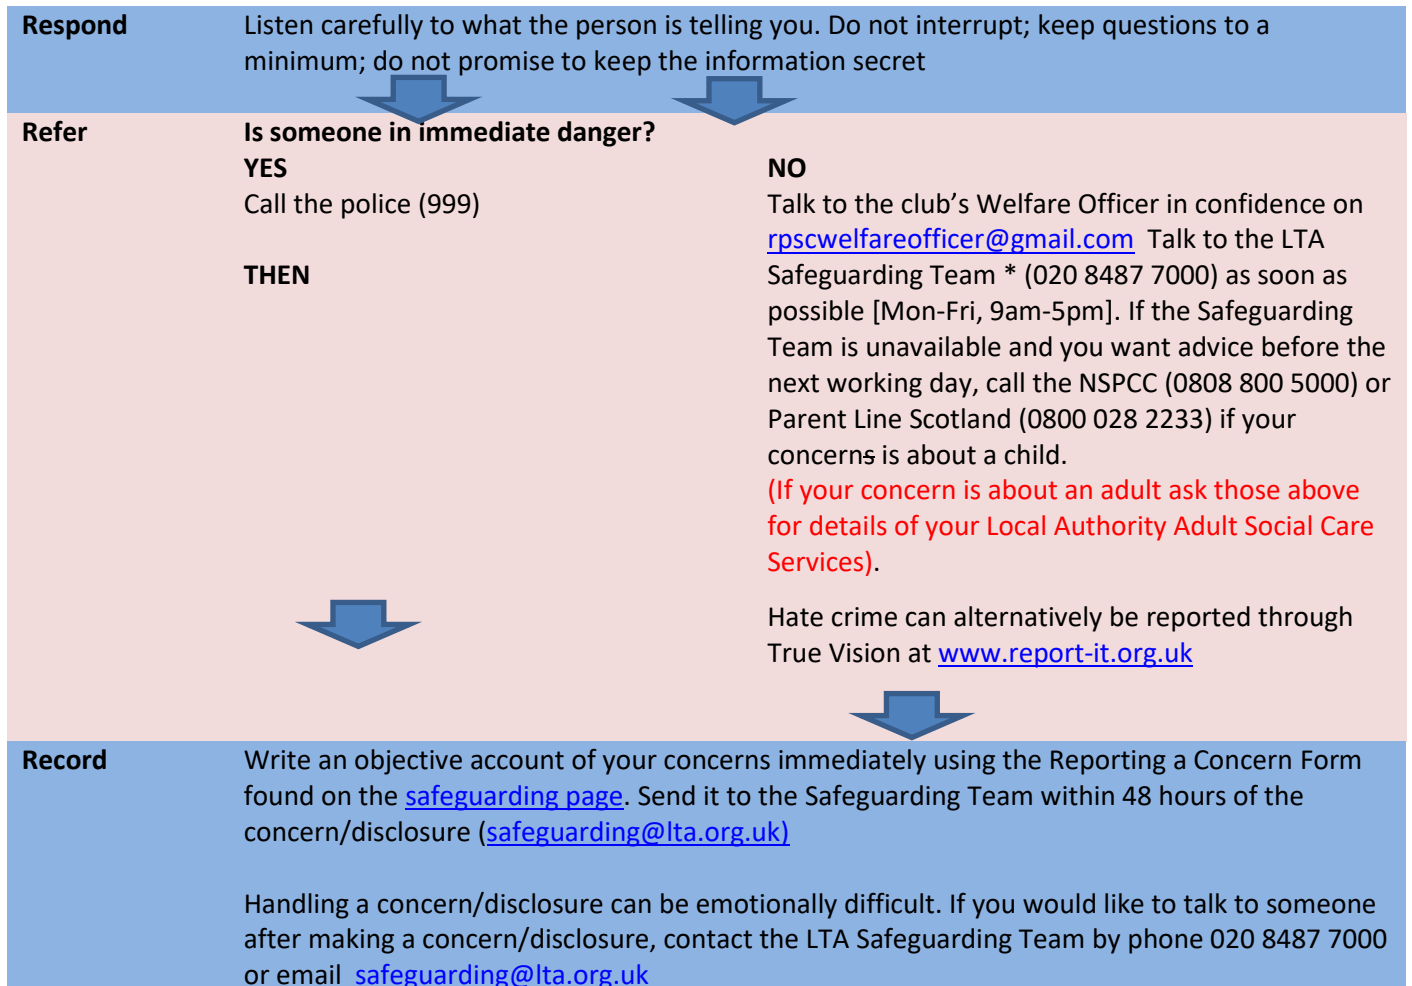 Respond
Listen carefully to what the person is telling you. Do not interrupt; keep questions to a
minimum; do not promise to keep the information secret
Refer
Is someone in immediate danger?
YES
Call the police (999)
THEN
NO
Talk to the club’s Welfare Officer in confidence on
rpscwelfareofficer@gmail.com  Talk to the LTA
Safeguarding Team * (020 8487 7000) as soon as
possible [Mon-Fri, 9am-5pm]. If the Safeguarding
Team is unavailable and you want advice before the
next working day, call the NSPCC (0808 800 5000) or
Parent Line Scotland (0800 028 2233) if your
concerns is about a child.
(If your concern is about an adult ask those above
for details of your Local Authority Adult Social Care
Services).
Hate crime can alternatively be reported through
True Vision at www.report-it.org.uk
Record
Write an objective account of your concerns immediately using the Reporting a Concern Form
found on the safeguarding page. Send it to the Safeguarding Team within 48 hours of the
concern/disclosure (safeguarding@lta.org.uk)
Handling a concern/disclosure can be emotionally difficult. If you would like to talk to someone
after making a concern/disclosure, contact the LTA Safeguarding Team by phone 020 8487 7000
or email  safeguarding@lta.org.uk